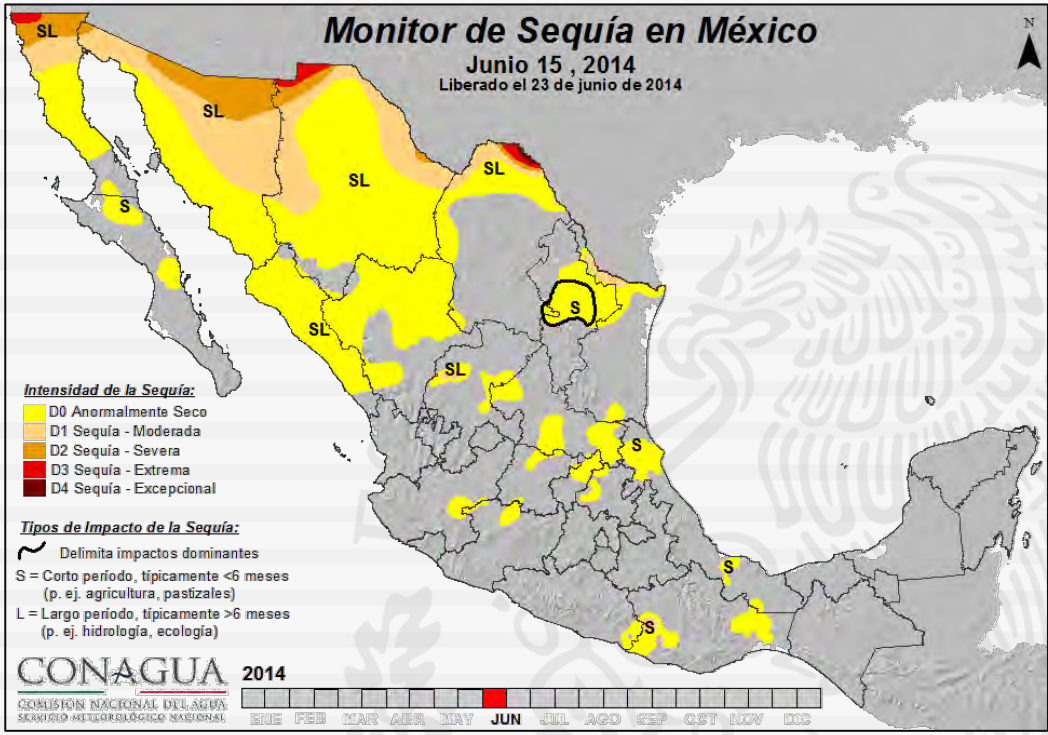 Monitor de Sequía en México
Junio 15 , 2014
Liberado el 23 de junio de 2014
N
SL
SL
SL
SL
S
S
SL
SL
S
S
S
Intensidad de la Sequía:
D0 Anormalmente Seco
D1 Sequía - Moderada
D2 Sequía - Severa
D3 Sequía - Extrema
D4 Sequía - Excepcional
Tipos de Impacto de la Sequía:
Delimita impactos dominantes
S = Corto período, típicamente <6 meses
(p. ej. agricultura, pastizales)
L = Largo período, típicamente >6 meses
(p. ej. hidrología, ecología)
CONAGUA
COMISIÓN NACIONAL DEL AGUA
SERVICIO METEOROLÓGICO NACIONAL
2014
ENE FEB MAR ABR MAY JUN JUL AGO SEP OCT NOV DIC